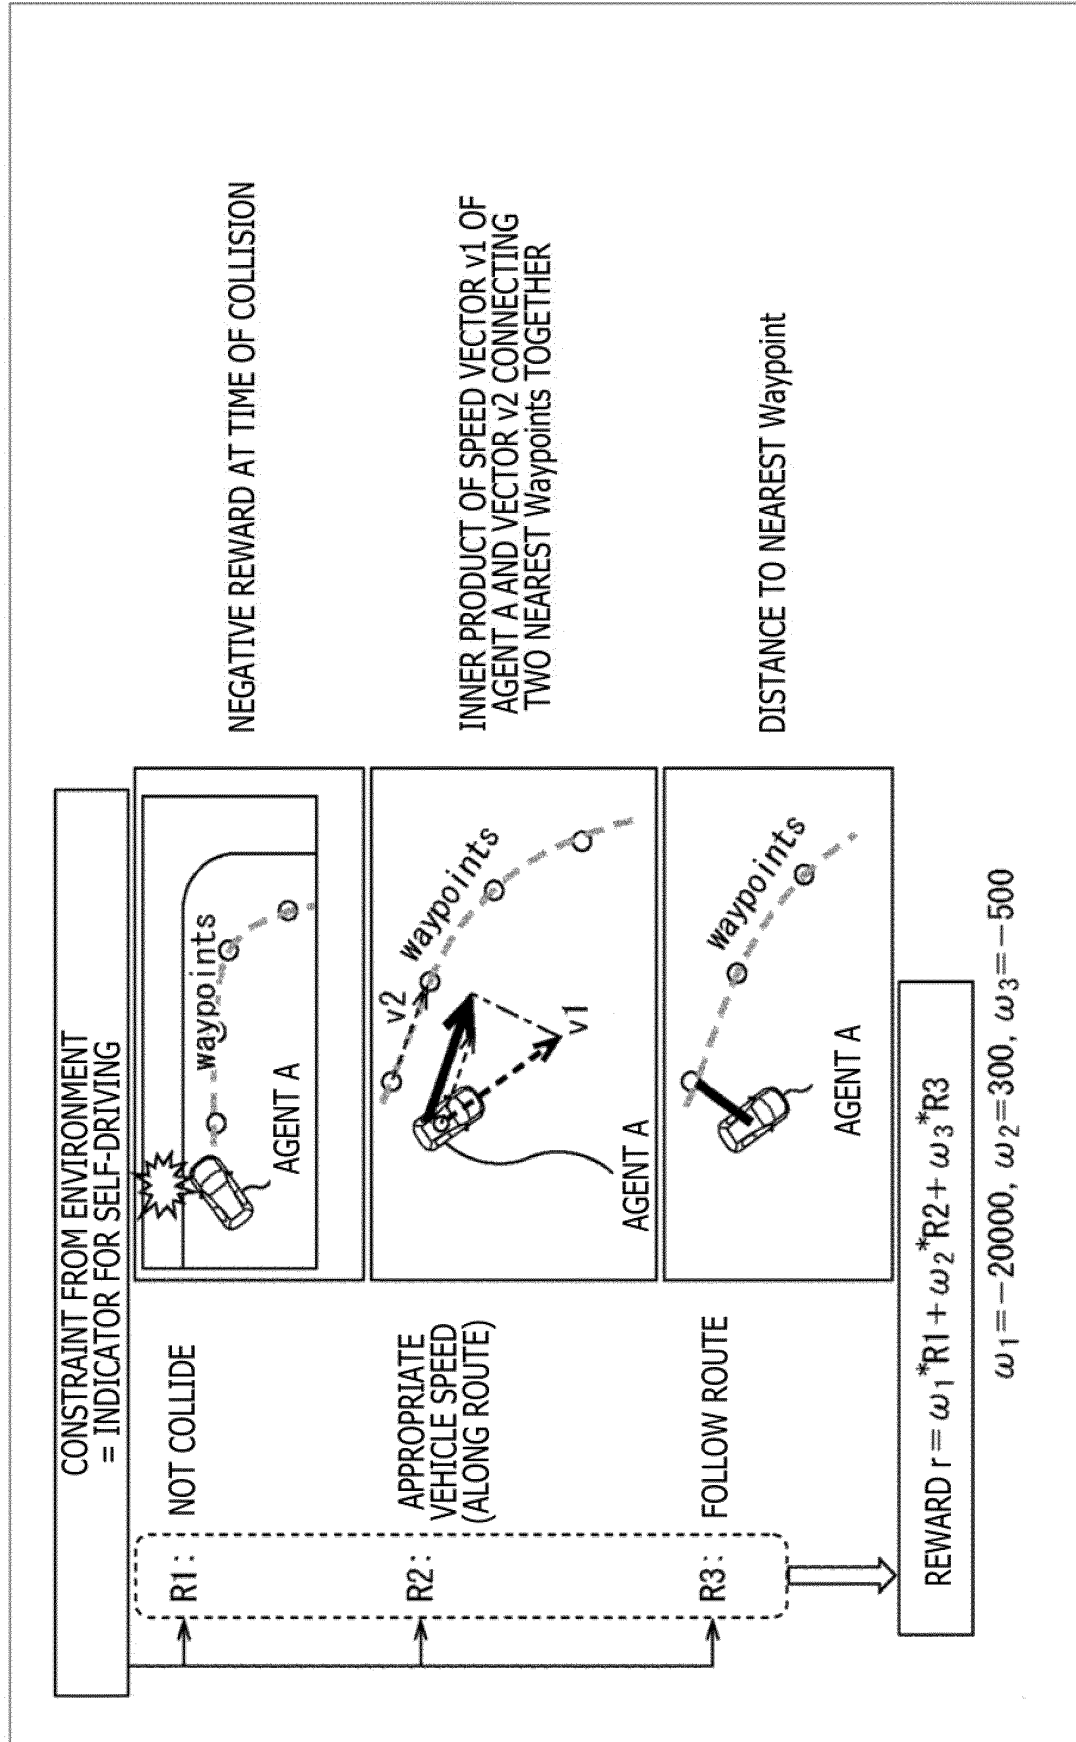 CONSTRAINT FROM ENVIRONMENT
= INDICATOR FOR SELF-DRIVING
R1:
NOT COLLIDE
Waypoints
AGENT A
NEGATIVE REWARD AT TIME OF COLLISION
R2:
APPROPRIATE
VEHICLE SPEED
(ALONG ROUTE)
v2
Waypoints
v1
AGENT A
INNER PRODUCT OF SPEED VECTOR v1 OF
AGENT A AND VECTOR v2 CONNECTING
TWO NEAREST Waypoints TOGETHER
R3:
FOLLOW ROUTE
Waypoints
AGENT A
DISTANCE TO NEAREST Waypoint
REWARD r=ω1*R1+ω2*R2+ω3*R3
ω1=-20000, ω2=300, ω3=-500